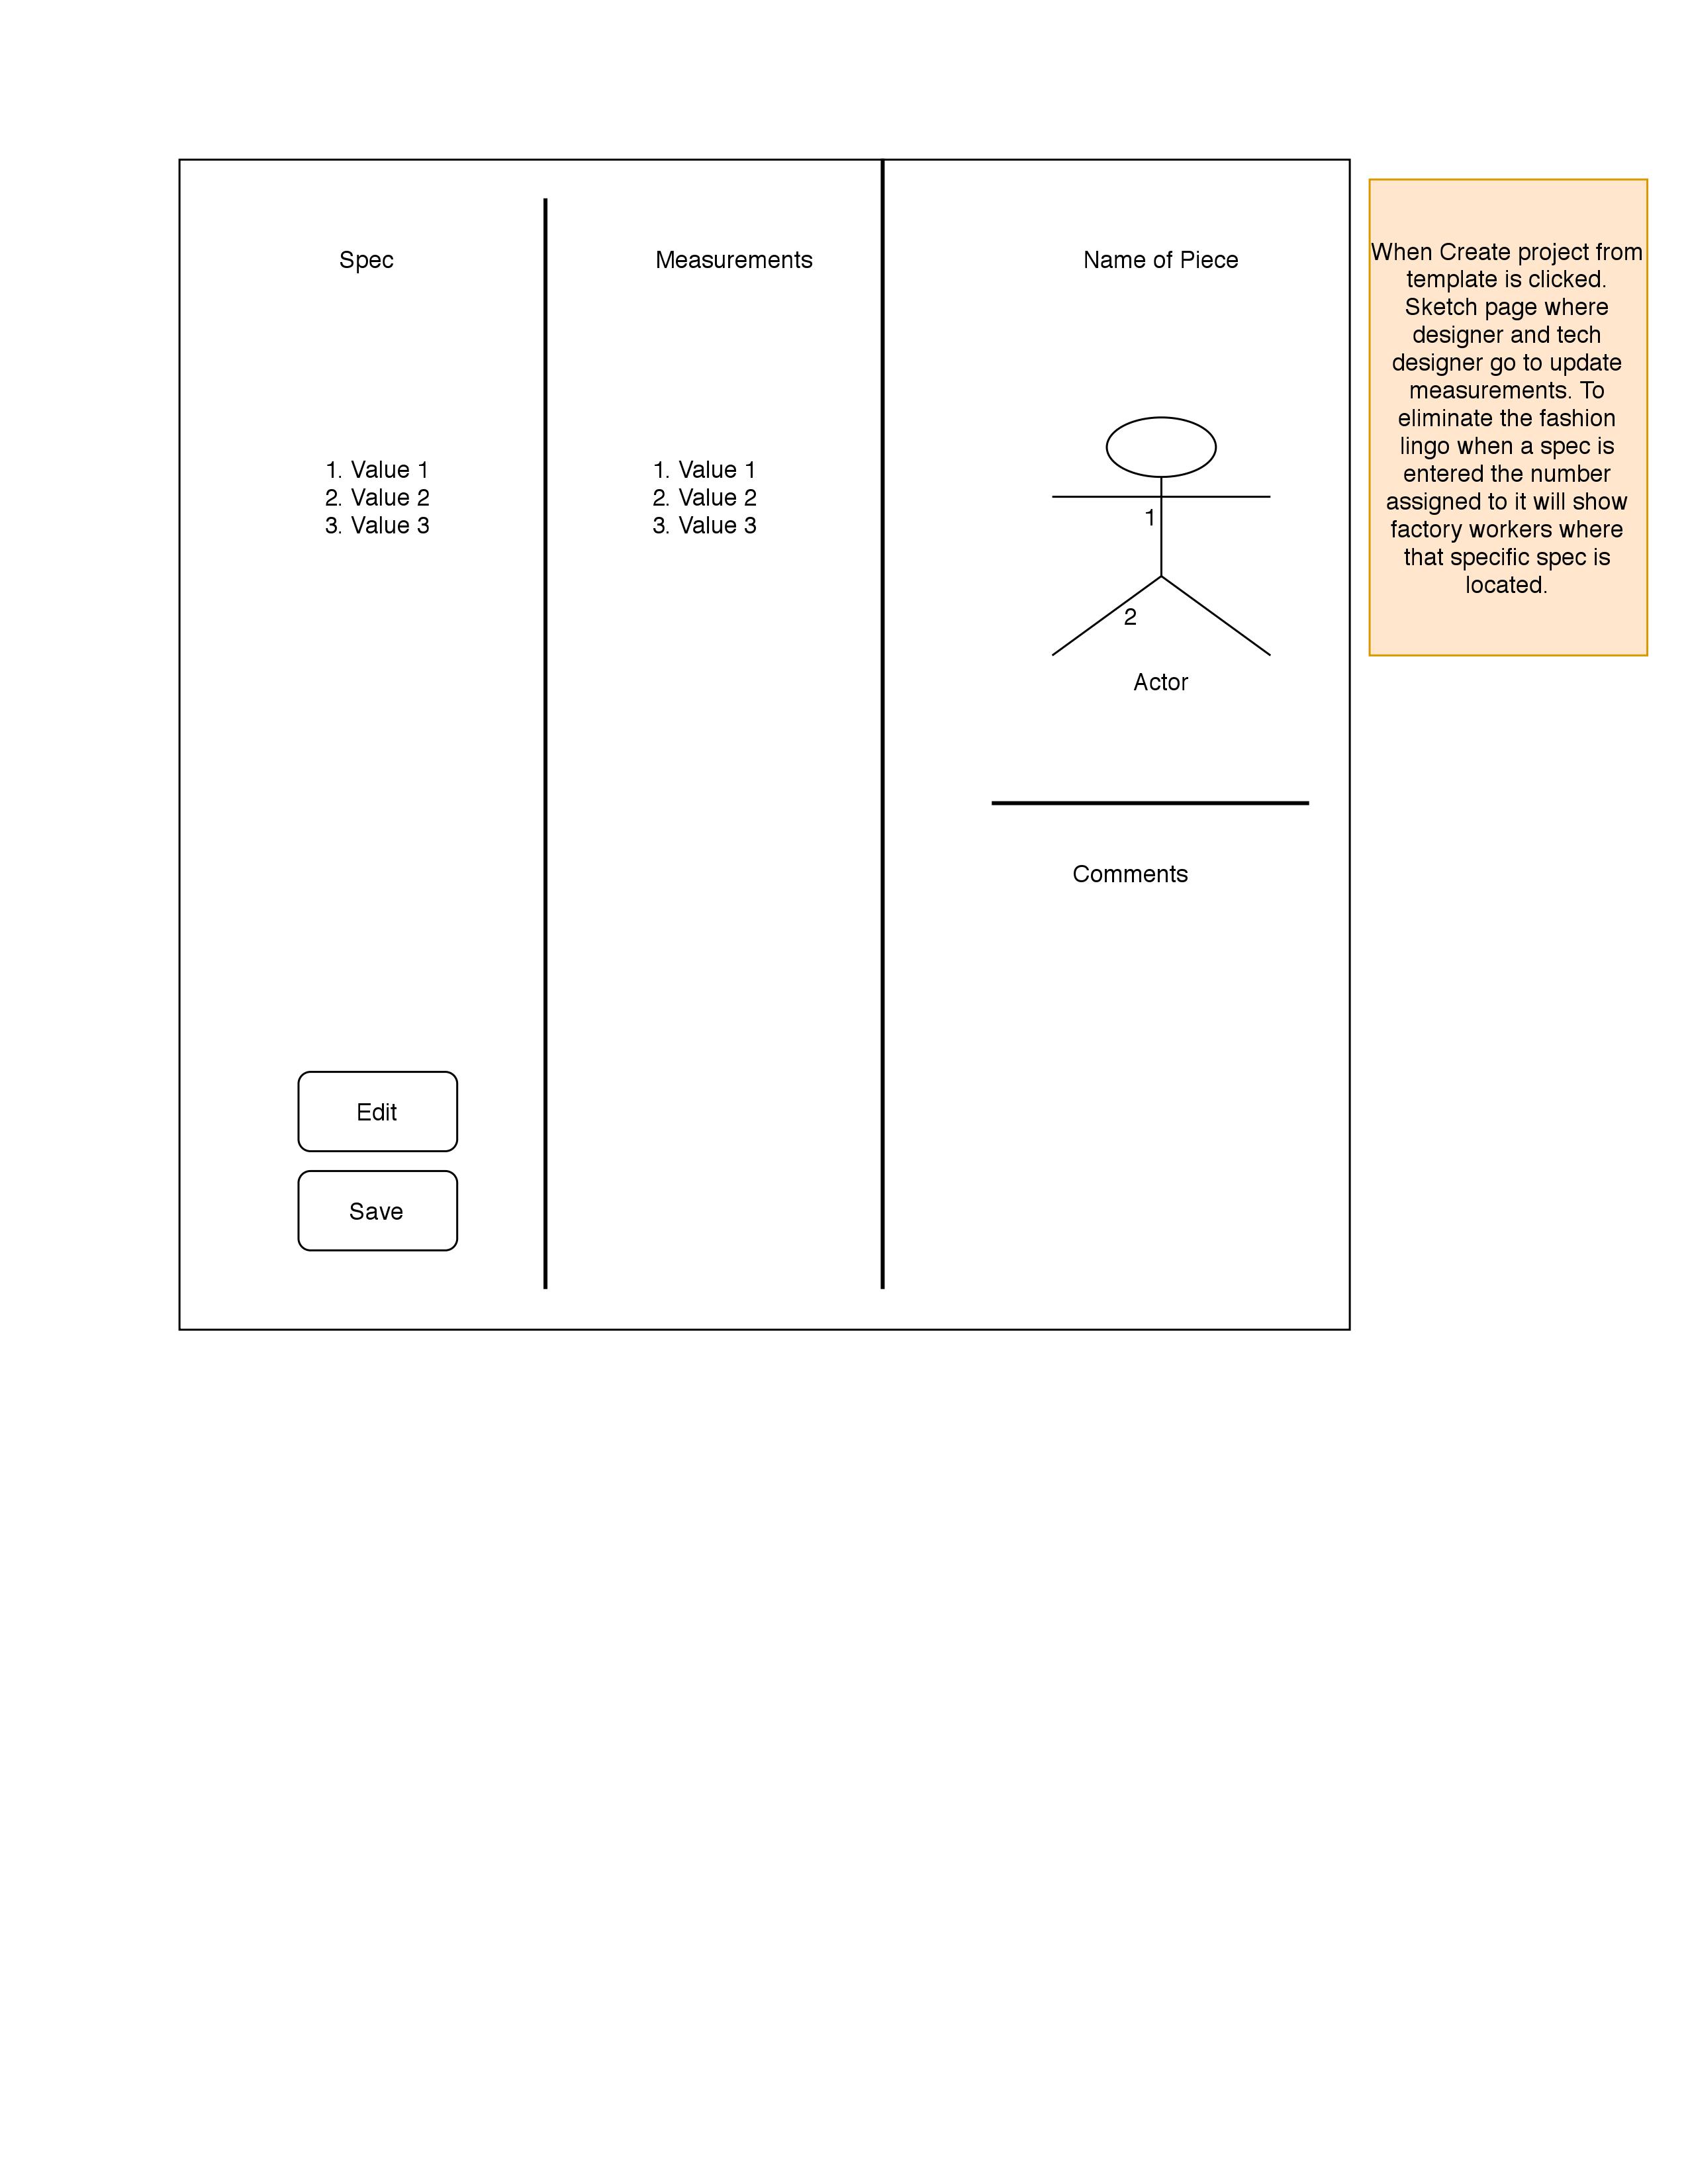 Spec
Measurements
Name of Piece
1. Value 1
2. Value 2
3. Value 3
1. Value 1
2. Value 2
3. Value 3
1
2
Actor
Comments
Edit
Save
When Create project from
template is clicked.
Sketch page where
designer and tech
designer go to update
measurements. To
eliminate the fashion
lingo when a spec is
entered the number
assigned to it will show
factory workers where
that specific spec is
located.